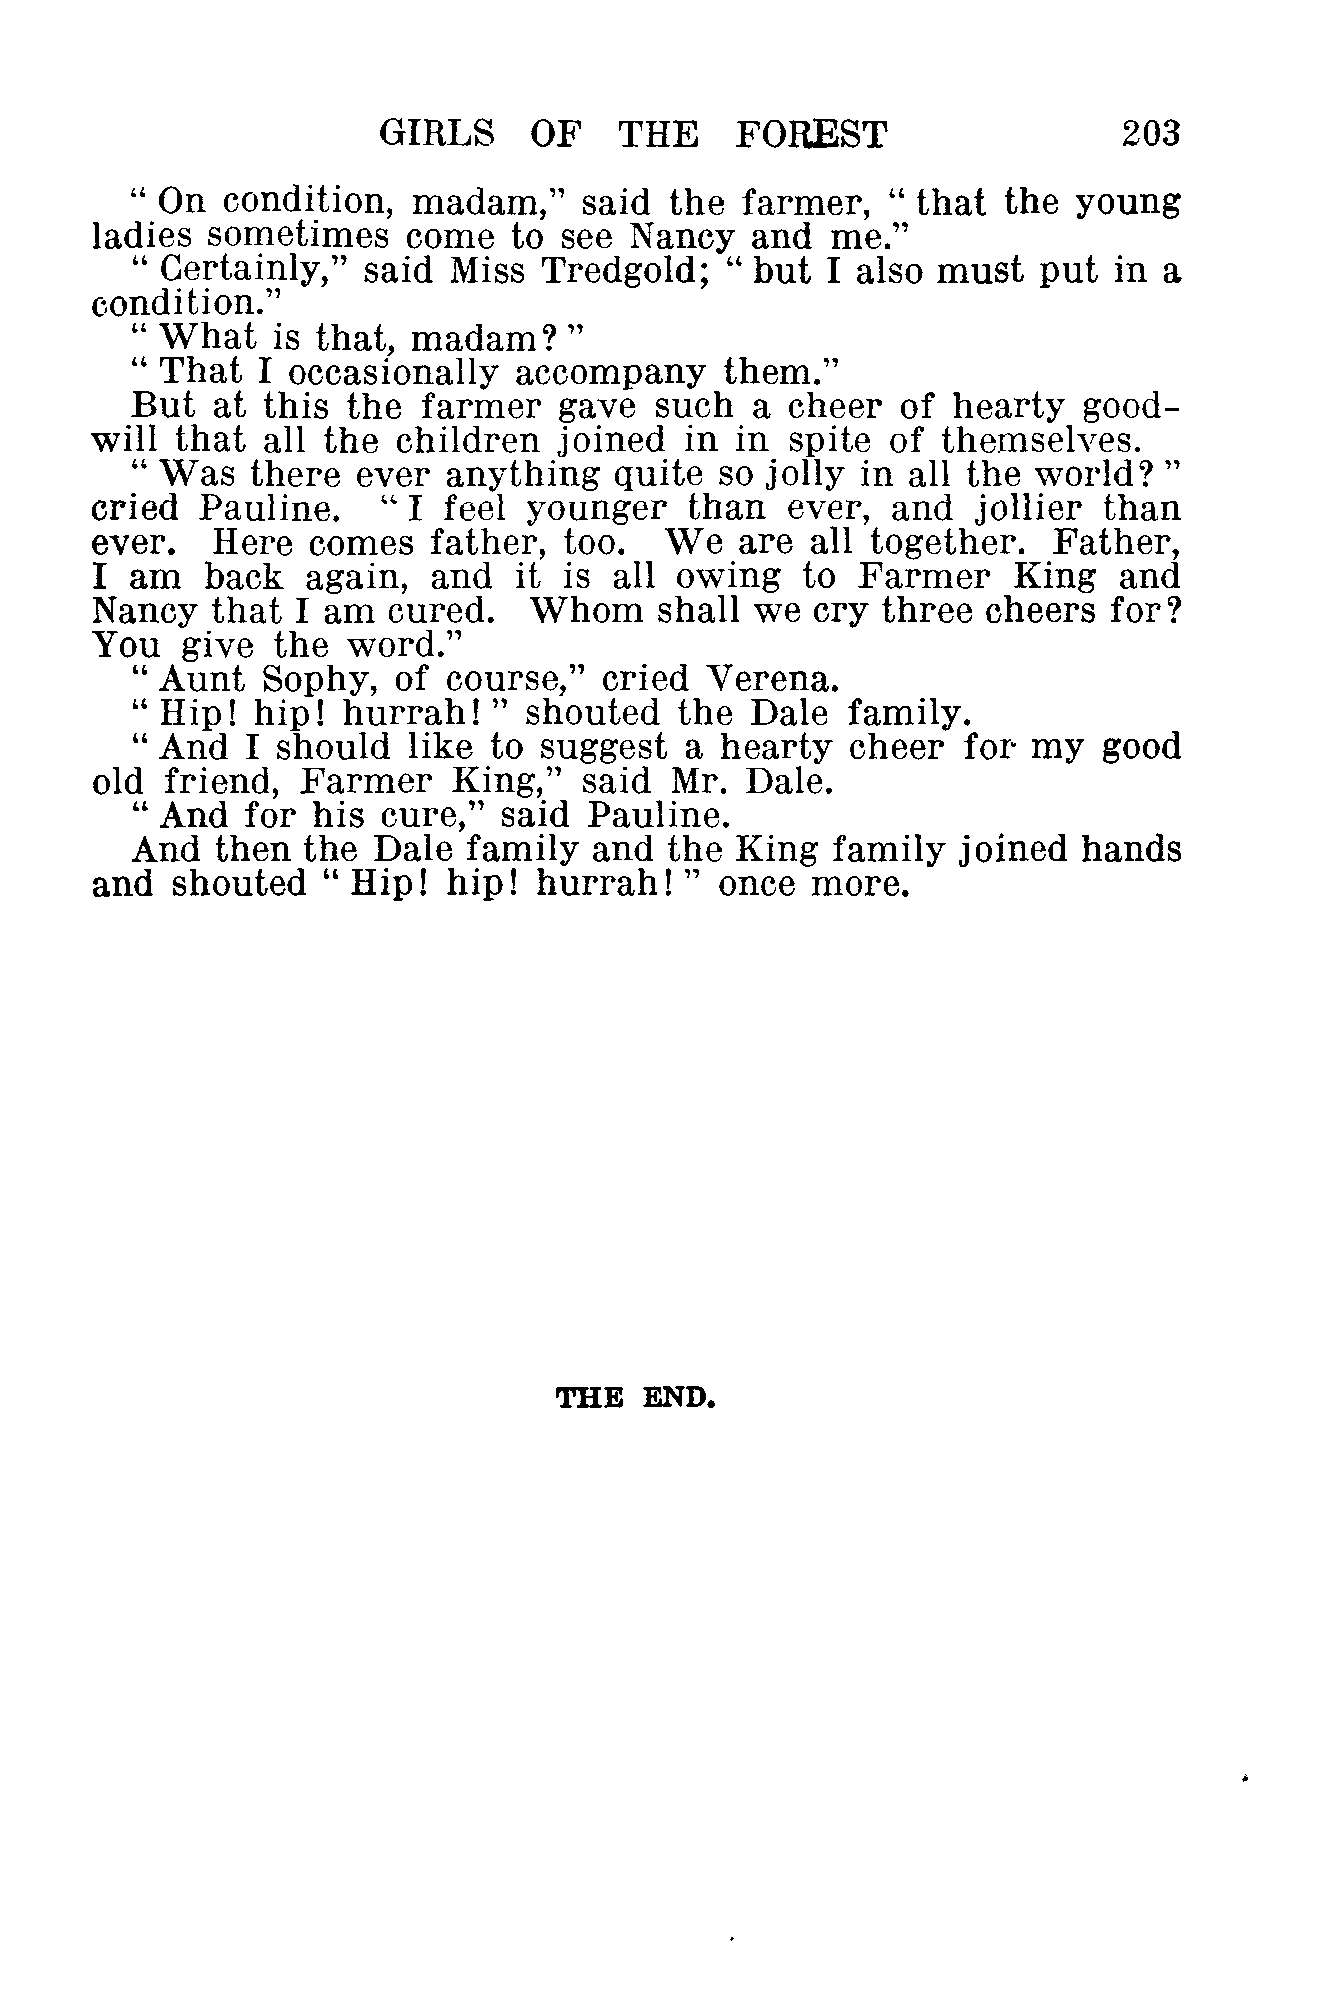 GIRLS OF THE FOREST 203
“ On condition, madam,” said the farmer, “ that the young
ladies sometimes come to see Nancy and me.”
“ Certainly,” said Miss Tredgold; “ but I also must put in a
condition.”
“ What is that, madam? ”
“ That I occasionally accompany them.”
But at this the farmer gave such a cheer of hearty good-
will that all the children joined in in spite of themselves.
“ Was there ever anything quite so jolly in all the world? ”
cried Pauline. “ I feel younger than ever, and jollier than
ever. Here comes father, too. We are all together. Father,
I am back again, and it is all owing to Farmer King and
Nancy that I am cured. Whom shall we cry three cheers for?
You give the word.”
“ Aunt Sophy, of course,” cried Verena.
“ Hip! hip! hurrah! ” shouted the Dale family.
“ And I should like to suggest a hearty cheer for my good
old friend, Farmer King,” said Mr. Dale.
“ And for his cure,” said Pauline.
And then the Dale family and the King family joined hands
and shouted “ Hip! hip! hurrah! ” once more.
THE END.